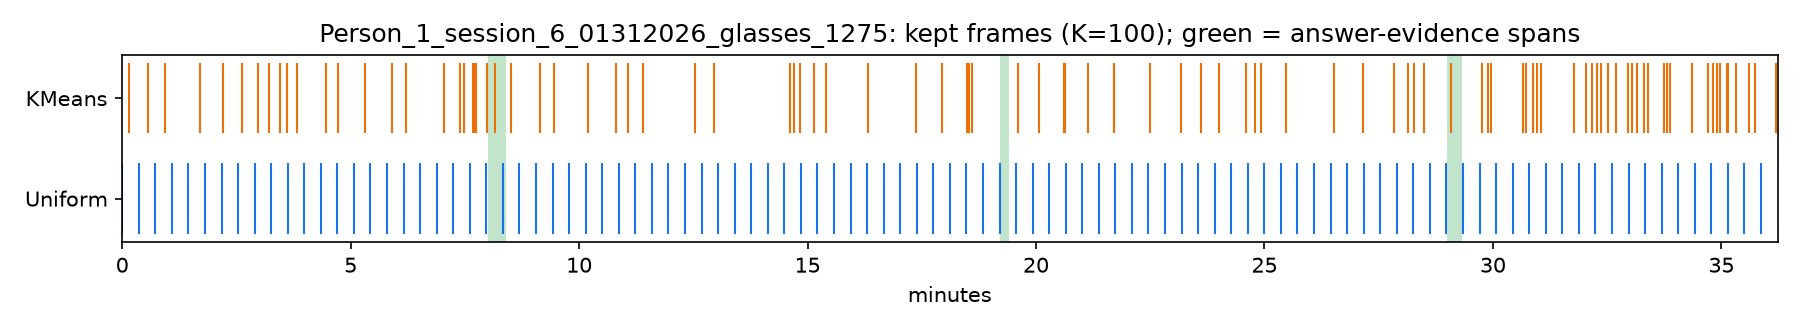 Person_1_session_6_01312026_glasses_1275: kept frames (K=100); green = answer-evidence spans
KMeans
Uniform
0 5 10 15 20 25 30 35
minutes